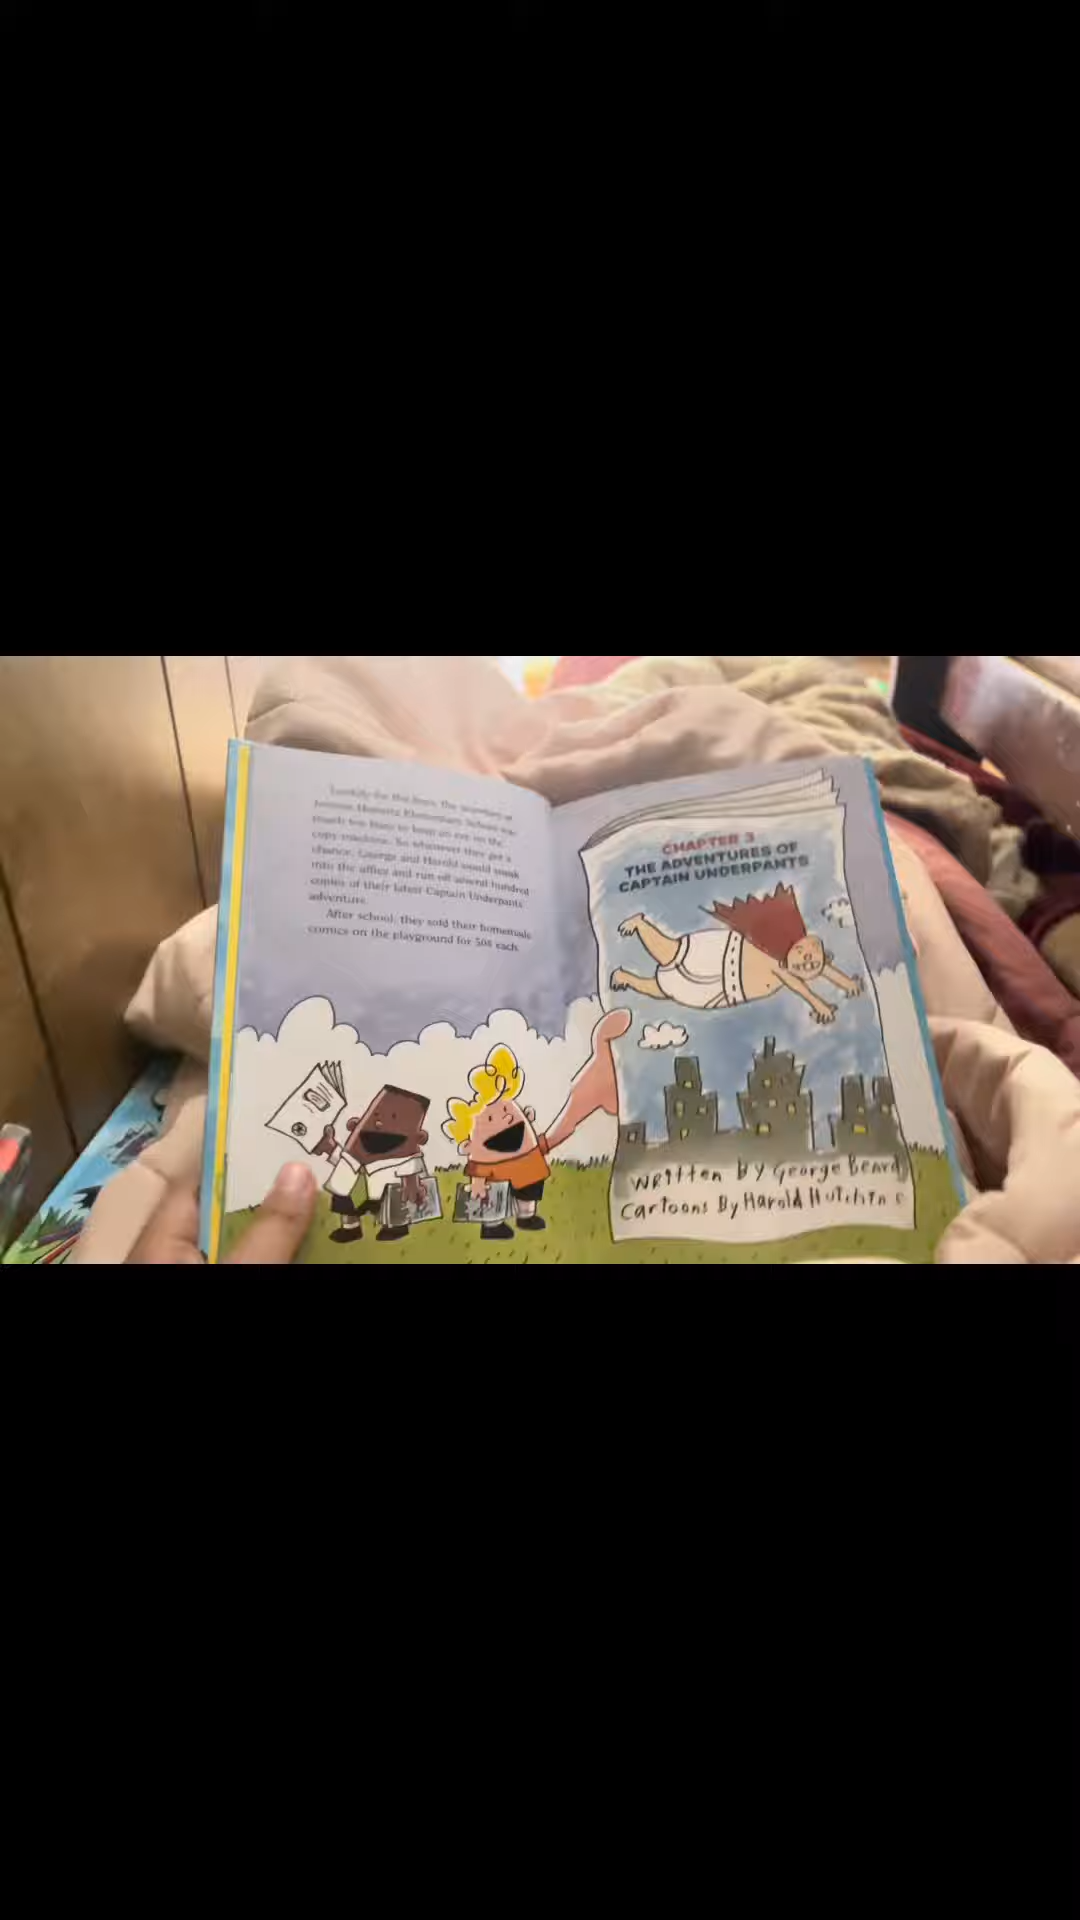 Luckily for the boys, the secretary at
Jerome Horwitz Elementary School was
much too busy to keep an eye on the
copy machine. So whenever they got a
chance, George and Harold would sneak
into the office and run off several hundred
copies of their latest Captain Underpants
adventure.
After school, they sold their homemade
comics on the playground for 50¢ each.
CHAPTER 3
THE ADVENTURES OF
CAPTAIN UNDERPANTS
WRitten By George Beard
Cartoons By Harold Hutchins